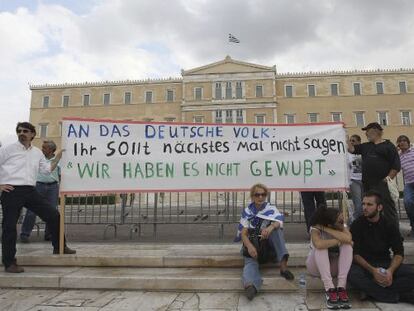 AN DAS DEUTSCHE VOLK:
"Ihr SOllT NÄCHSTES MAL NICHT SAGEN
"WIR HABEN ES NICHT GEWUßT"